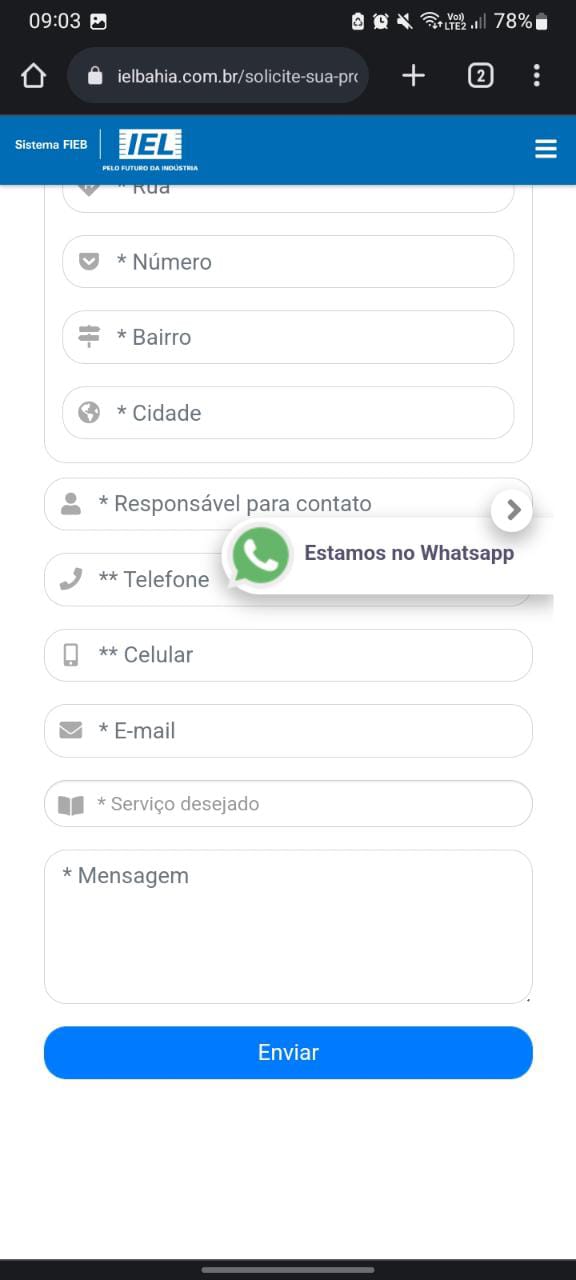 09:03
Vo)
LTE2
78%
ielbahia.com.br/solicite-sua-pro
2
Sistema FIEB
IEL
PELO FUTURO DA INDÚSTRIA
* Rua
* Número
* Bairro
* Cidade
* Responsável para contato
Estamos no Whatsapp
** Telefone
** Celular
* E-mail
* Serviço desejado
* Mensagem
Enviar